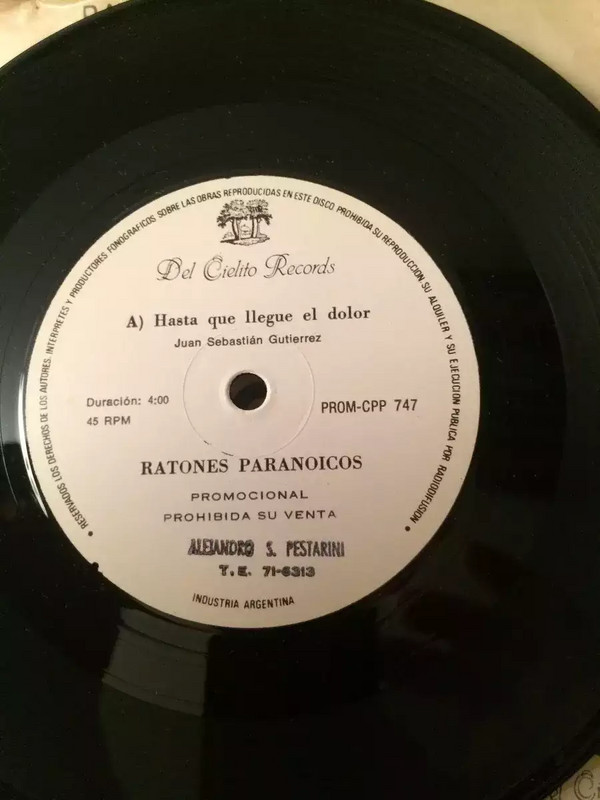 RESERVADOS LOS DERECHOS DE LOS AUTORES, INTERPRETES Y PRODUCTORES FONOGRAFICOS SOBRE LAS OBRAS REPRODUCIDAS EN ESTE DISCO PROHIBIDA SU REPRODUCCION, SU ALQUILER Y SU EJECUCION PUBLICA POR RADIODIFUSION
Del Cielito Records
A) Hasta que llegue el dolor
Juan Sebastián Gutierrez
Duración: 4:00
45 RPM
PROM-CPP 747
RATONES PARANOICOS
PROMOCIONAL
PROHIBIDA SU VENTA
ALEJANDRO S. PESTARINI
T.E. 71-6313
INDUSTRIA ARGENTINA